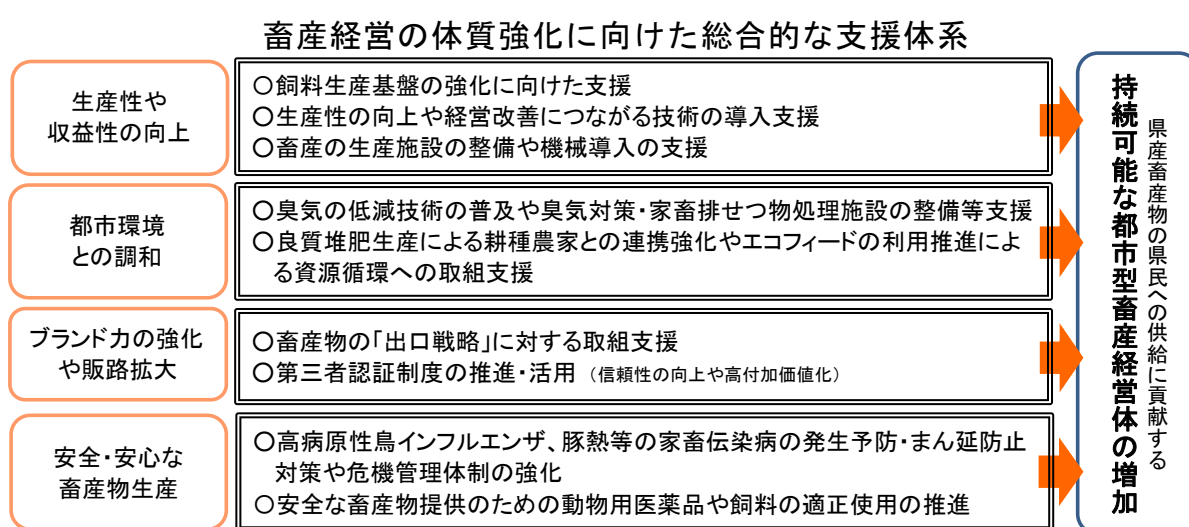 畜産経営の体質強化に向けた総合的な支援体系
生産性や
収益性の向上
〇飼料生産基盤の強化に向けた支援
〇生産性の向上や経営改善につながる技術の導入支援
〇畜産の生産施設の整備や機械導入の支援
都市環境
との調和
〇臭気の低減技術の普及や臭気対策・家畜排せつ物処理施設の整備等支援
〇良質堆肥生産による耕種農家との連携強化やエコフィードの利用推進によ
る資源循環への取組支援
ブランド力の強化
や販路拡大
〇畜産物の「出口戦略」に対する取組支援
〇第三者認証制度の推進・活用（信頼性の向上や高付加価値化）
安全・安心な
畜産物生産
〇高病原性鳥インフルエンザ、豚熱等の家畜伝染病の発生予防・まん延防止
対策や危機管理体制の強化
〇安全な畜産物提供のための動物用医薬品や飼料の適正使用の推進
県産畜産物の県民への供給に貢献する
持続可能な都市型畜産経営体の増加